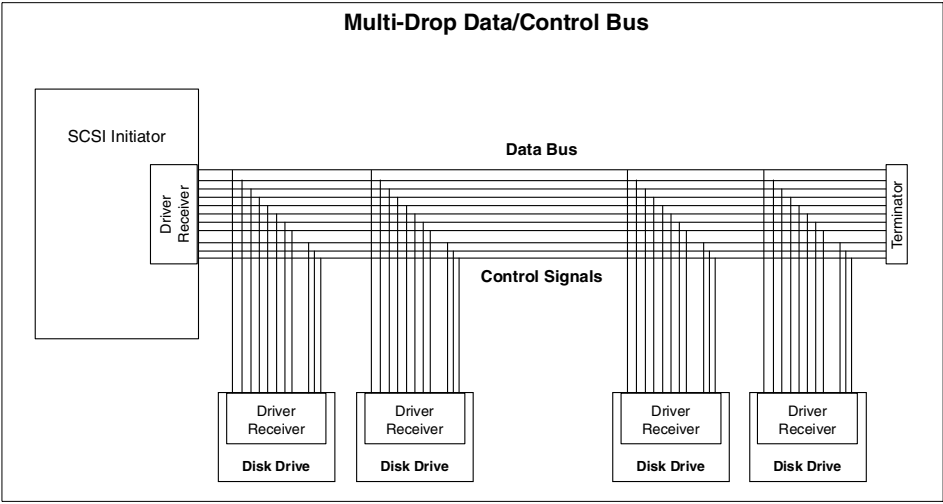 Multi-Drop Data/Control Bus
SCSI Initiator
Data Bus
Driver
Receiver
Terminator
Control Signals
Driver
Receiver
Disk Drive
Driver
Receiver
Disk Drive
Driver
Receiver
Disk Drive
Driver
Receiver
Disk Drive